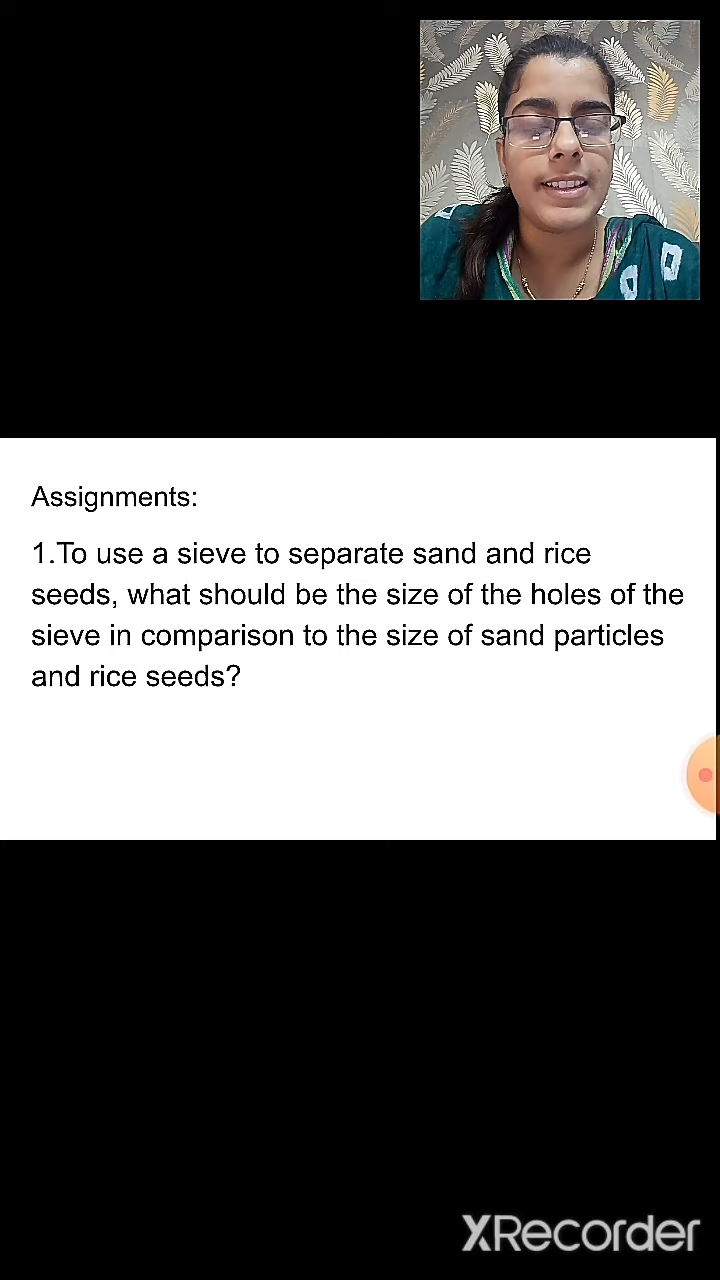 Assignments:
1.To use a sieve to separate sand and rice
seeds, what should be the size of the holes of the
sieve in comparison to the size of sand particles
and rice seeds?
XRecorder